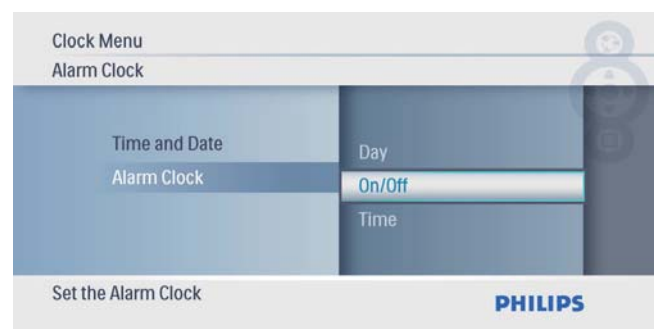 Clock Menu
Alarm Clock
Time and Date
Alarm Clock
Day
On/Off
Time
Set the Alarm Clock
PHILIPS